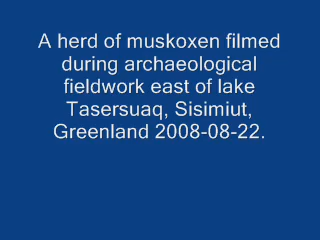 A herd of muskoxen filmed
during archaeological
fieldwork east of lake
Tasersuaq, Sisimiut,
Greenland 2008-08-22.